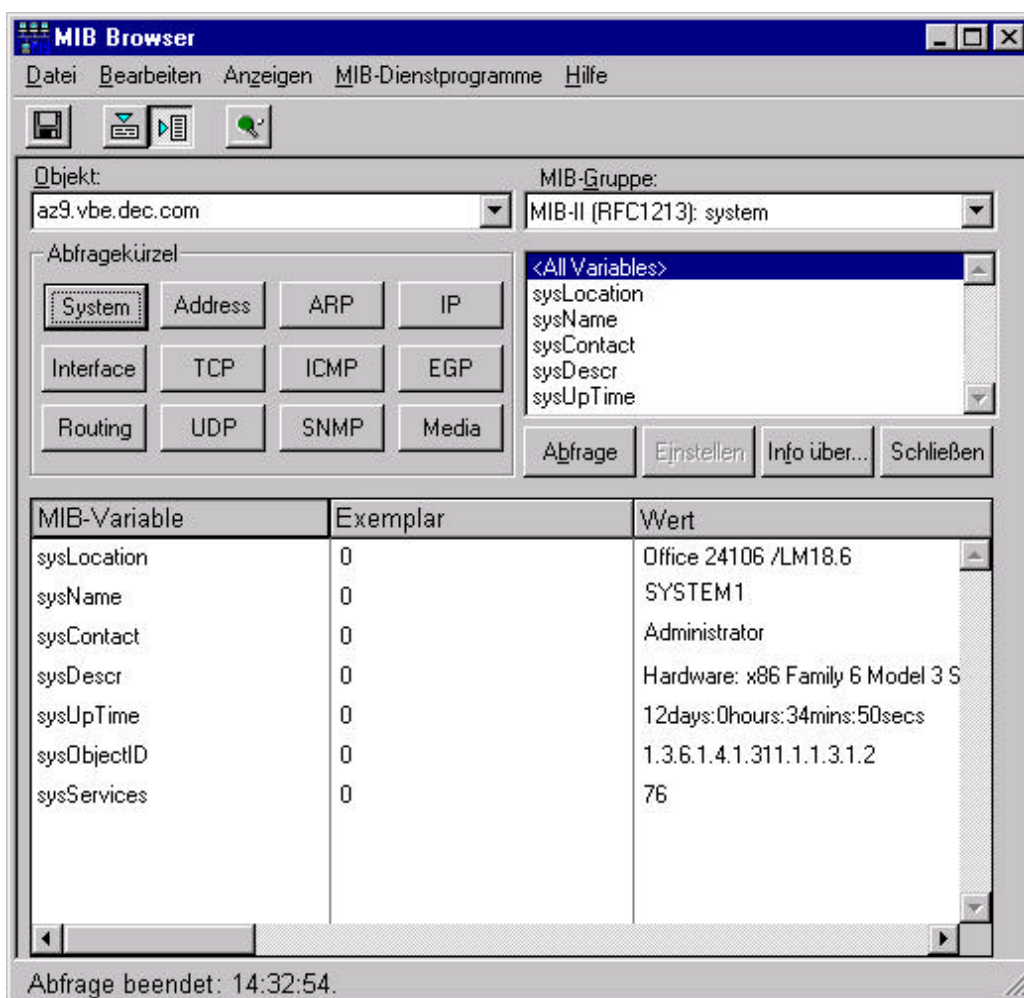 MIB Browser
Datei Bearbeiten Anzeigen MIB-Dienstprogramme Hilfe
Objekt: MIB-Gruppe:
az9.vbe.dec.com MIB-II (RFC1213): system
Abfragekürzel
System Address ARP IP
Interface TCP ICMP EGP
Routing UDP SNMP Media
<All Variables>
sysLocation
sysName
sysContact
sysDescr
sysUpTime
Abfrage Einstellen Info über... Schließen
MIB-Variable Exemplar Wert
sysLocation 0 Office 24106 /LM18.6
sysName 0 SYSTEM1
sysContact 0 Administrator
sysDescr 0 Hardware: x86 Family 6 Model 3 S
sysUpTime 0 12days:0hours:34mins:50secs
sysObjectID 0 1.3.6.1.4.1.311.1.1.3.1.2
sysServices 0 76
Abfrage beendet: 14:32:54.